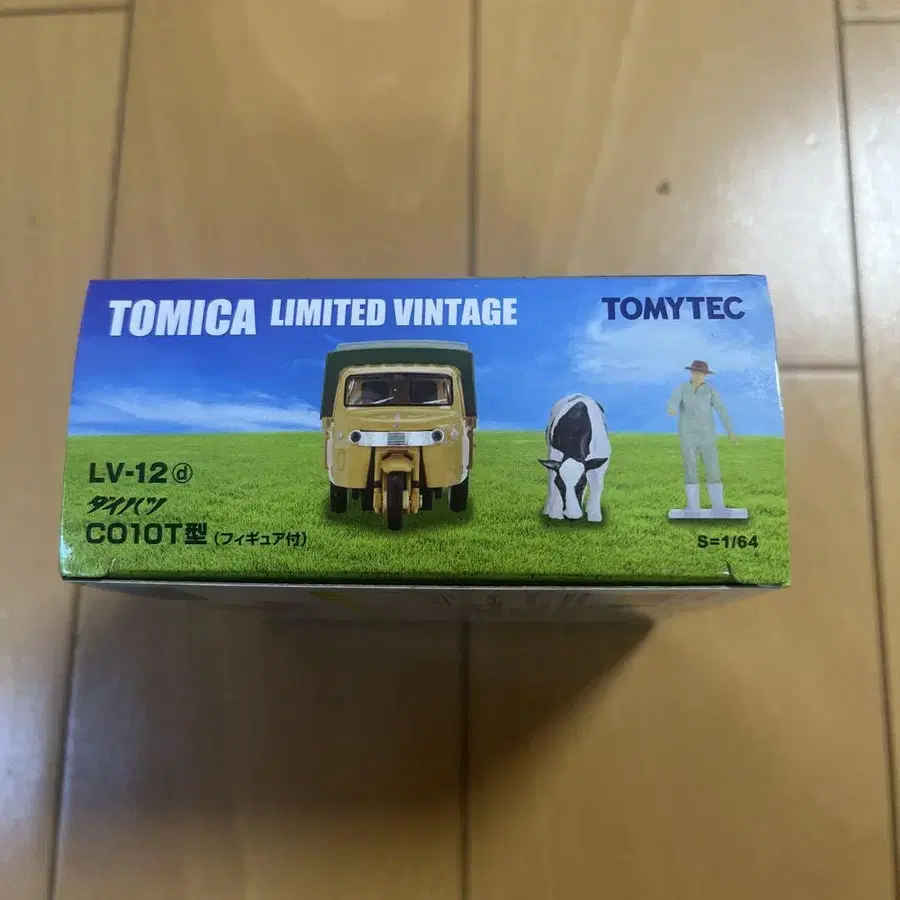 TOMICA LIMITED VINTAGE
TOMYTEC
LV-12 ⓓ
ダイハツ
CO10T型 (フィギュア付)
S=1/64